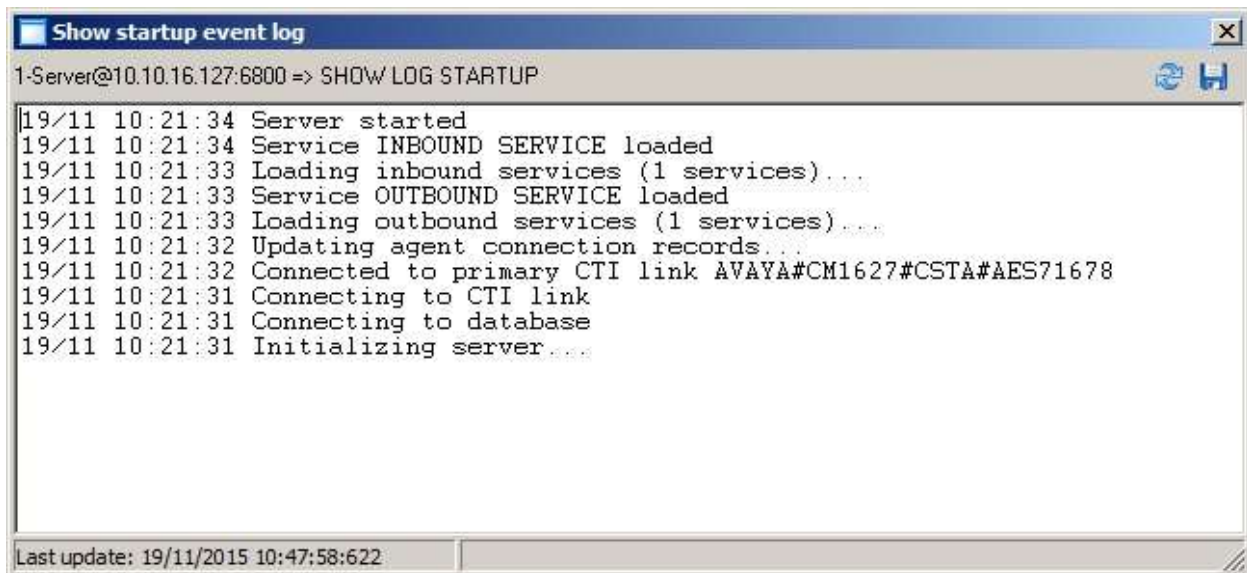 Show startup event log
1-Server@10.10.16.127:6800 => SHOW LOG STARTUP
19/11 10:21:34 Server started
19/11 10:21:34 Service INBOUND SERVICE loaded
19/11 10:21:33 Loading inbound services (1 services)...
19/11 10:21:33 Service OUTBOUND SERVICE loaded
19/11 10:21:33 Loading outbound services (1 services)...
19/11 10:21:32 Updating agent connection records...
19/11 10:21:32 Connected to primary CTI link AVAYA#CM1627#CSTA#AES71678
19/11 10:21:31 Connecting to CTI link
19/11 10:21:31 Connecting to database
19/11 10:21:31 Initializing server...
Last update: 19/11/2015 10:47:58:622